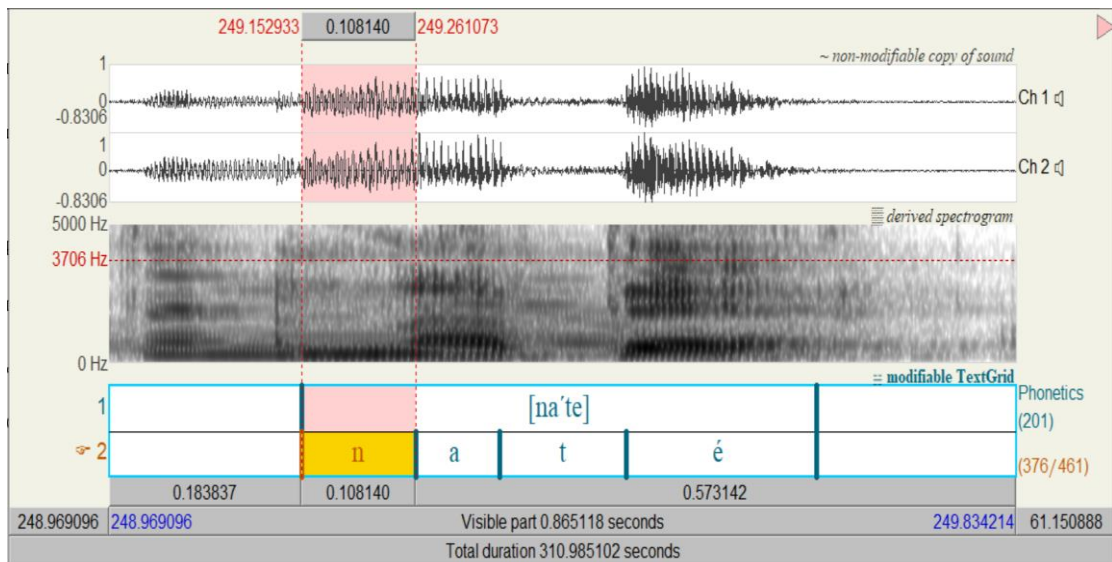 249.152933 0.108140 249.261073
~ non-modifiable copy of sound
1
0
-0.8306
Ch 1
1
0
-0.8306
Ch 2
derived spectrogram
5000 Hz
3706 Hz
0 Hz
modifiable TextGrid
1 [na´te] Phonetics
(201)
2 n a t é
(376/461)
0.183837 0.108140 0.573142
248.969096 248.969096 Visible part 0.865118 seconds 249.834214 61.150888
Total duration 310.985102 seconds